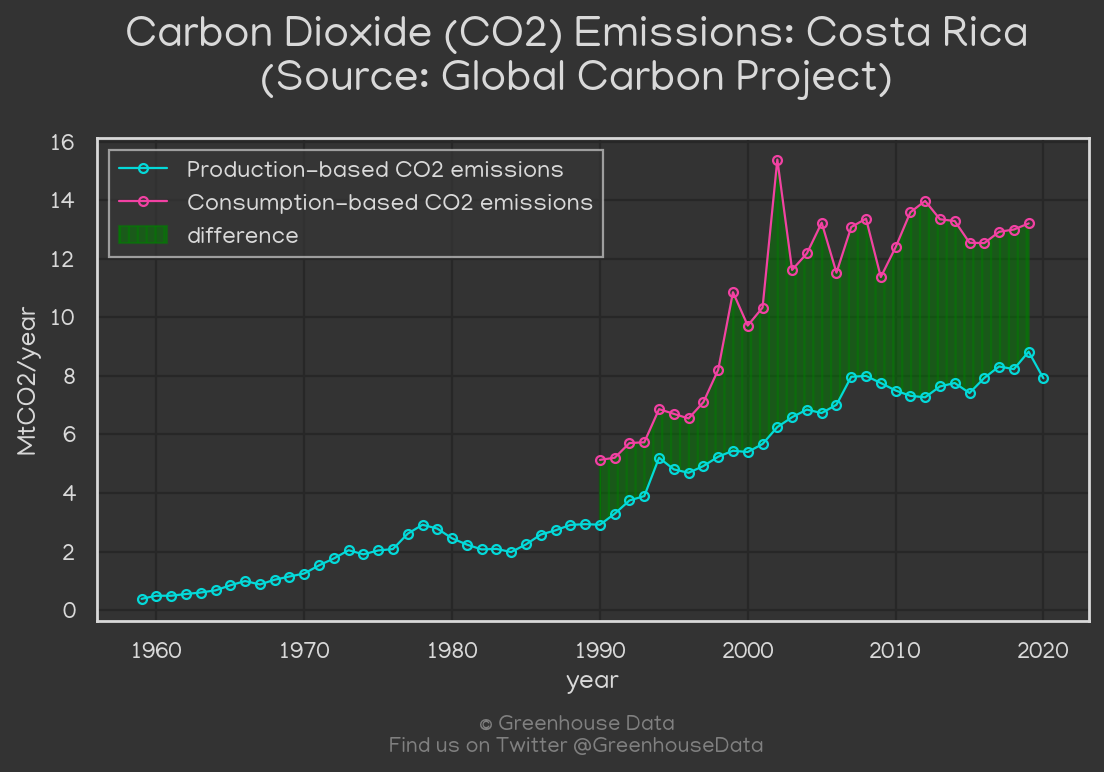 Carbon Dioxide (CO2) Emissions: Costa Rica
(Source: Global Carbon Project)
16
14
12
10
8
6
4
2
0
MtCO2/year
Production-based CO2 emissions
Consumption-based CO2 emissions
difference
1960 1970 1980 1990 2000 2010 2020
year
© Greenhouse Data
Find us on Twitter @GreenhouseData